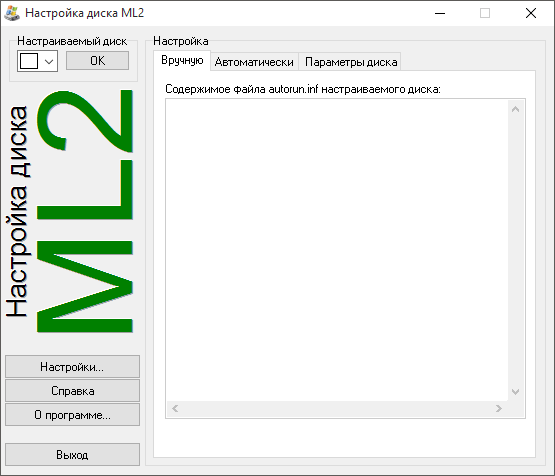 Настройка диска ML2
Настраиваемый диск
OK
Настройка диска
ML2
Настройки...
Справка
О программе...
Выход
Настройка
Вручную
Автоматически
Параметры диска
Содержимое файла autorun.inf настраиваемого диска: